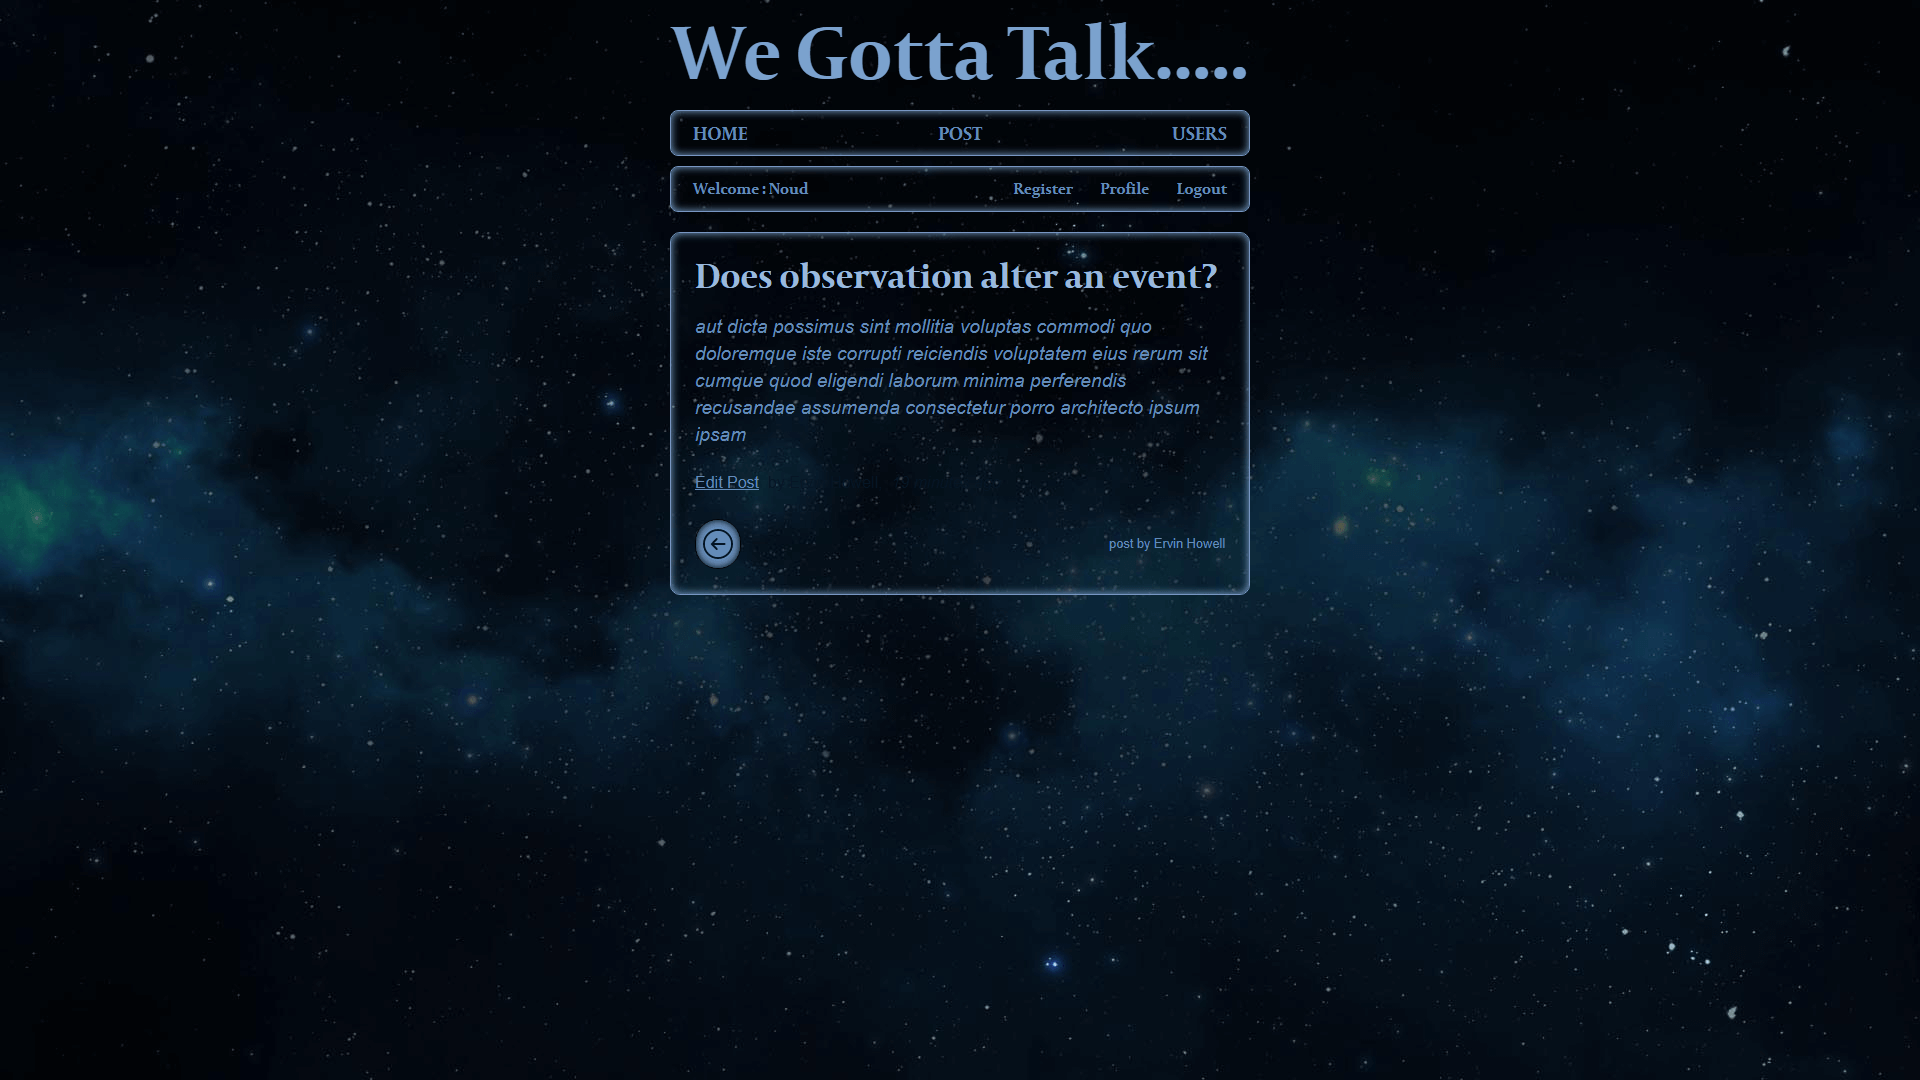 We Gotta Talk.....
HOME POST USERS
Welcome : Noud Register Profile Logout
Does observation alter an event?
aut dicta possimus sint mollitia voluptas commodi quo
doloremque iste corrupti reiciendis voluptatem eius rerum sit
cumque quod eligendi laborum minima perferendis
recusandae assumenda consectetur porro architecto ipsum
ipsam
Edit Post
post by Ervin Howell